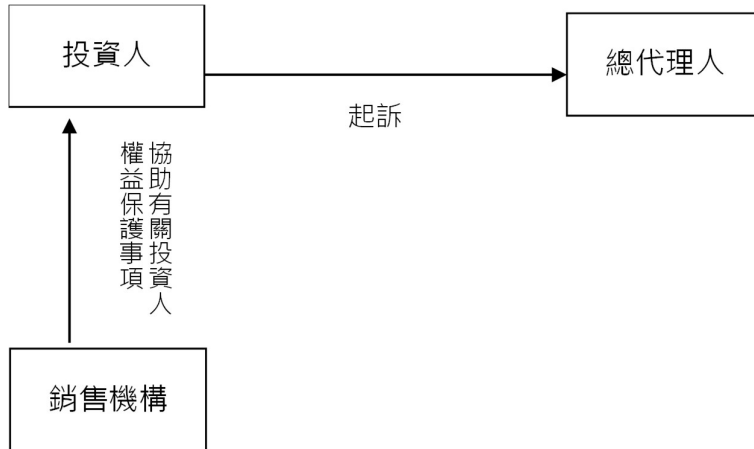 投資人
總代理人
起訴
協助有關投資人
權益保護事項
銷售機構